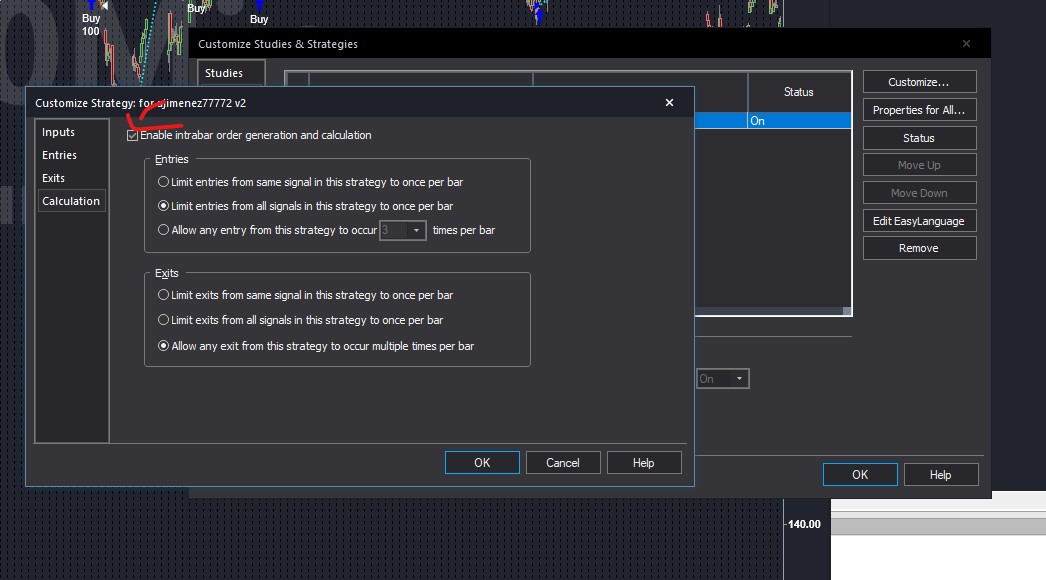 Buy
100
Buy
Buy
Customize Studies & Strategies
Studies
Status
On
Customize...
Properties for All...
Status
Move Up
Move Down
Edit EasyLanguage
Remove
On
OK
Help
Customize Strategy: for ajimenez77772 v2
Inputs
Entries
Exits
Calculation
Enable intrabar order generation and calculation
Entries
Limit entries from same signal in this strategy to once per bar
Limit entries from all signals in this strategy to once per bar
Allow any entry from this strategy to occur 3 times per bar
Exits
Limit exits from same signal in this strategy to once per bar
Limit exits from all signals in this strategy to once per bar
Allow any exit from this strategy to occur multiple times per bar
OK
Cancel
Help
140.00